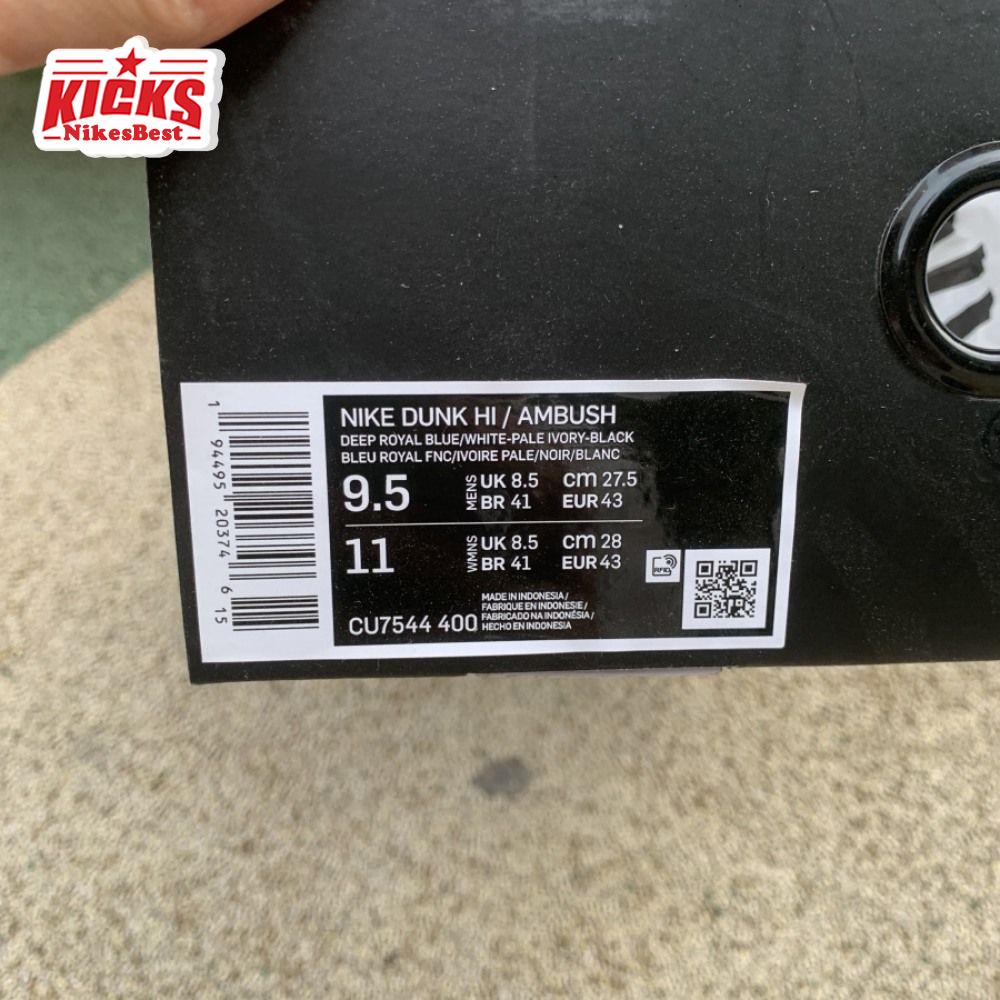 KICKS
NikesBest
1 94495 20374 6 15
NIKE DUNK HI / AMBUSH
DEEP ROYAL BLUE/WHITE-PALE IVORY-BLACK
BLEU ROYAL FNC/IVOIRE PALE/NOIR/BLANC
9.5 MENS UK 8.5 cm 27.5
BR 41 EUR 43
11 WMNS UK 8.5 cm 28
BR 41 EUR 43
RFID
CU7544 400
MADE IN INDONESIA /
FABRIQUE EN INDONESIE /
FABRICADO NA INDONÉSIA /
HECHO EN INDONESIA